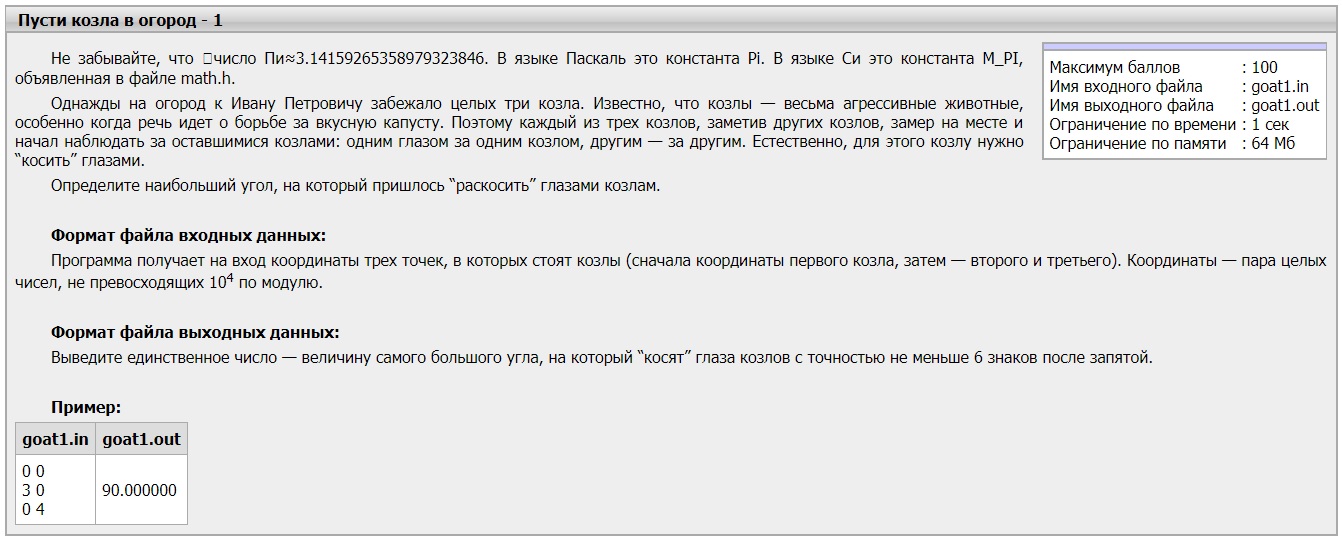 Пусти козла в огород - 1
Не забывайте, что число Пи≈3.14159265358979323846. В языке Паскаль это константа Pi. В языке Си это константа M_PI,
объявленная в файле math.h.
Однажды на огород к Ивану Петровичу забежало целых три козла. Известно, что козлы — весьма агрессивные животные,
особенно когда речь идет о борьбе за вкусную капусту. Поэтому каждый из трех козлов, заметив других козлов, замер на месте и
начал наблюдать за оставшимися козлами: одним глазом за одним козлом, другим — за другим. Естественно, для этого козлу нужно
“косить” глазами.
Определите наибольший угол, на который пришлось “раскосить” глазами козлам.
Максимум баллов : 100
Имя входного файла : goat1.in
Имя выходного файла : goat1.out
Ограничение по времени : 1 сек
Ограничение по памяти : 64 Мб
Формат файла входных данных:
Программа получает на вход координаты трех точек, в которых стоят козлы (сначала координаты первого козла, затем — второго и третьего). Координаты — пара целых
чисел, не превосходящих 10⁴ по модулю.
Формат файла выходных данных:
Выведите единственное число — величину самого большого угла, на который “косят” глаза козлов с точностью не меньше 6 знаков после запятой.
Пример:
goat1.in goat1.out
0 0
3 0
0 4
90.000000